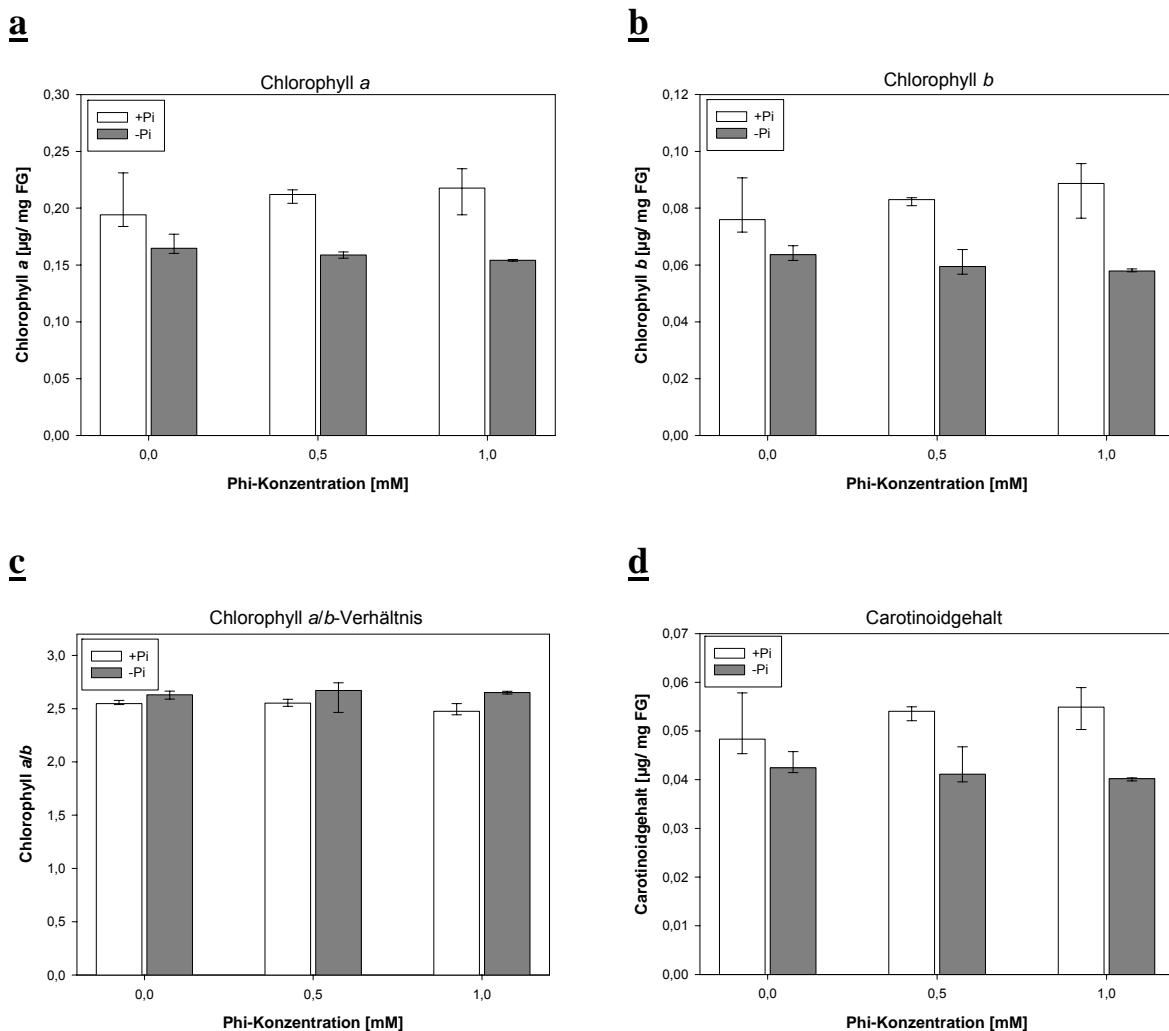 a
Chlorophyll a
0,30
0,25
0,20
0,15
0,10
0,05
0,00
Chlorophyll a [µg/ mg FG]
+Pi
-Pi
0,0 0,5 1,0
Phi-Konzentration [mM]
b
Chlorophyll b
0,12
0,10
0,08
0,06
0,04
0,02
0,00
Chlorophyll b [µg/ mg FG]
+Pi
-Pi
0,0 0,5 1,0
Phi-Konzentration [mM]
c
Chlorophyll a/b-Verhältnis
3,0
2,5
2,0
1,5
1,0
0,5
0,0
Chlorophyll a/b
+Pi
-Pi
0,0 0,5 1,0
Phi-Konzentration [mM]
d
Carotinoidgehalt
0,07
0,06
0,05
0,04
0,03
0,02
0,01
0,00
Carotinoidgehalt [µg/ mg FG]
+Pi
-Pi
0,0 0,5 1,0
Phi-Konzentration [mM]